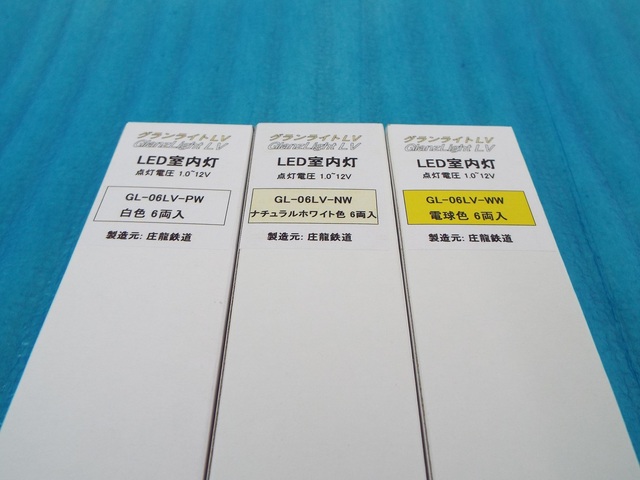 グランライトLV
GlanzLight LV
LED室内灯
点灯電圧 1.0~12V
GL-06LV-PW
白色 6両入
製造元: 庄龍鉄道
グランライトLV
GlanzLight LV
LED室内灯
点灯電圧 1.0~12V
GL-06LV-NW
ナチュラルホワイト色 6両入
製造元: 庄龍鉄道
グランライトLV
GlanzLight LV
LED室内灯
点灯電圧 1.0~12V
GL-06LV-WW
電球色 6両入
製造元: 庄龍鉄道